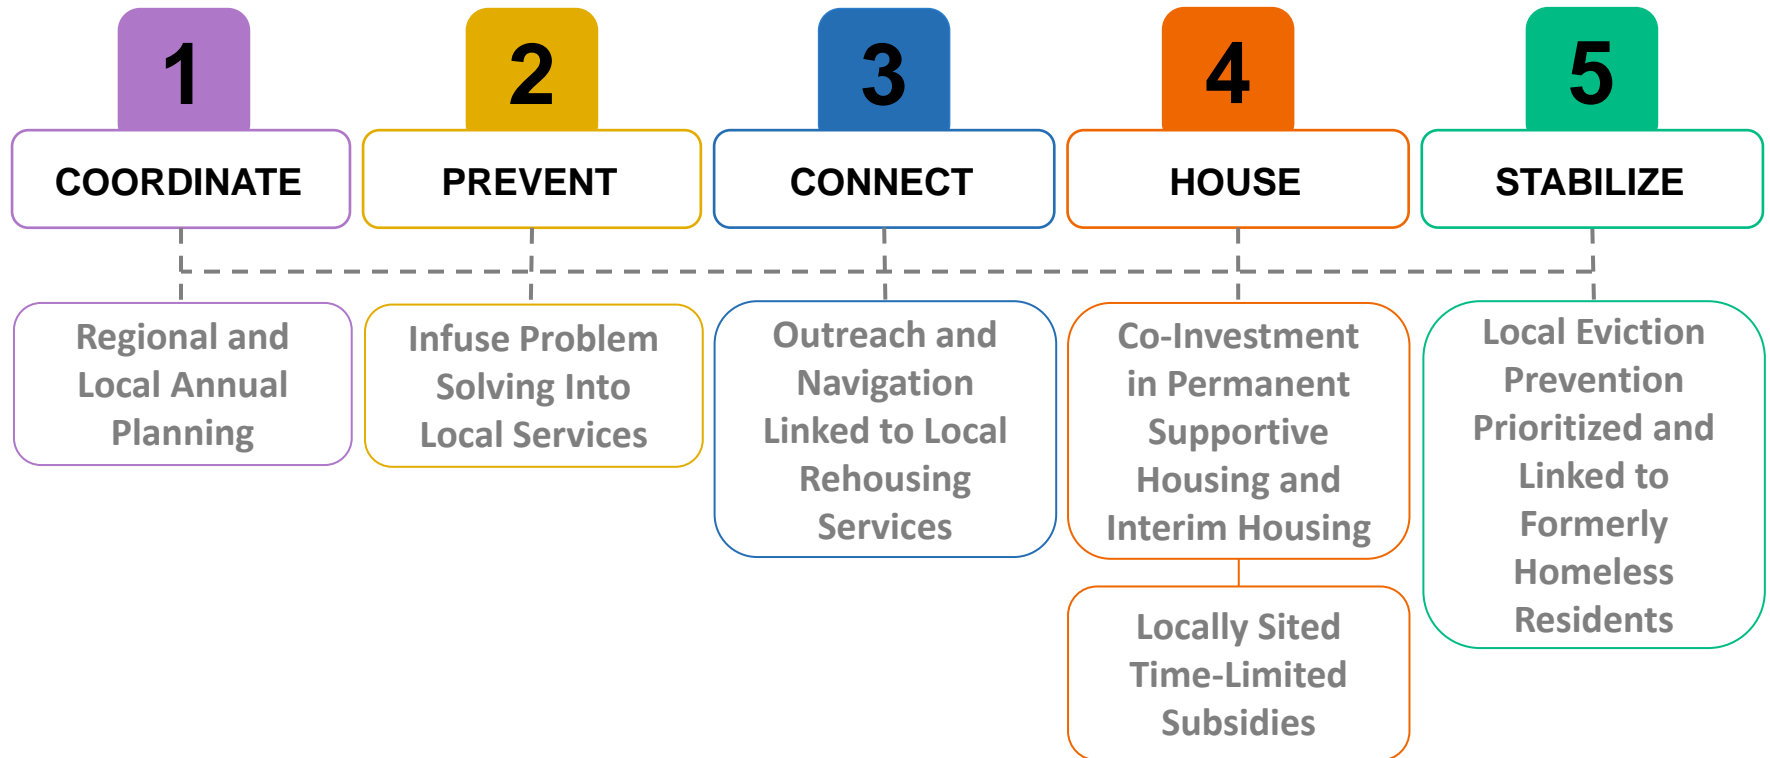 1
COORDINATE
Regional and
Local Annual
Planning
2
PREVENT
Infuse Problem
Solving Into
Local Services
3
CONNECT
Outreach and
Navigation
Linked to Local
Rehousing
Services
4
HOUSE
Co-Investment
in Permanent
Supportive
Housing and
Interim Housing
Locally Sited
Time-Limited
Subsidies
5
STABILIZE
Local Eviction
Prevention
Prioritized and
Linked to
Formerly
Homeless
Residents